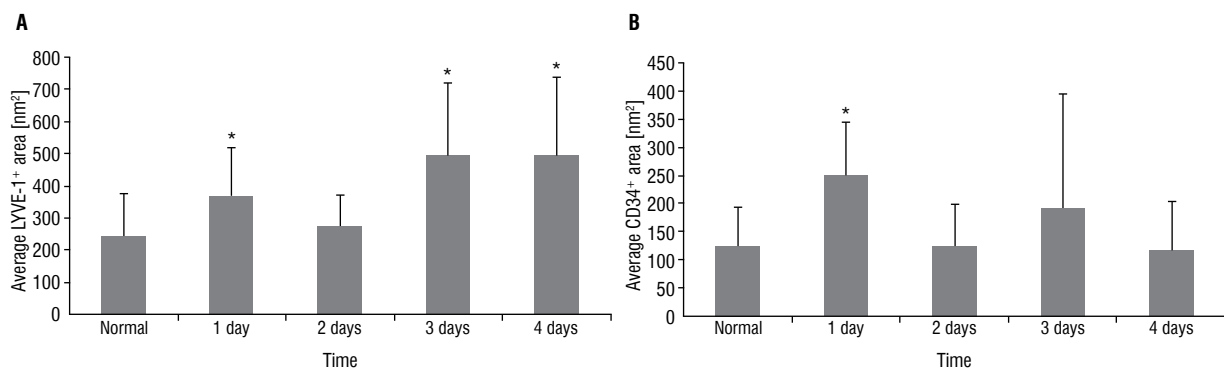 A
Average LYVE-1⁺ area [nm²]
800
700
600
500
400
300
200
100
0
*
*
*
Normal 1 day 2 days 3 days 4 days
Time
B
Average CD34⁺ area [nm²]
450
400
350
300
250
200
150
100
50
0
*
Normal 1 day 2 days 3 days 4 days
Time